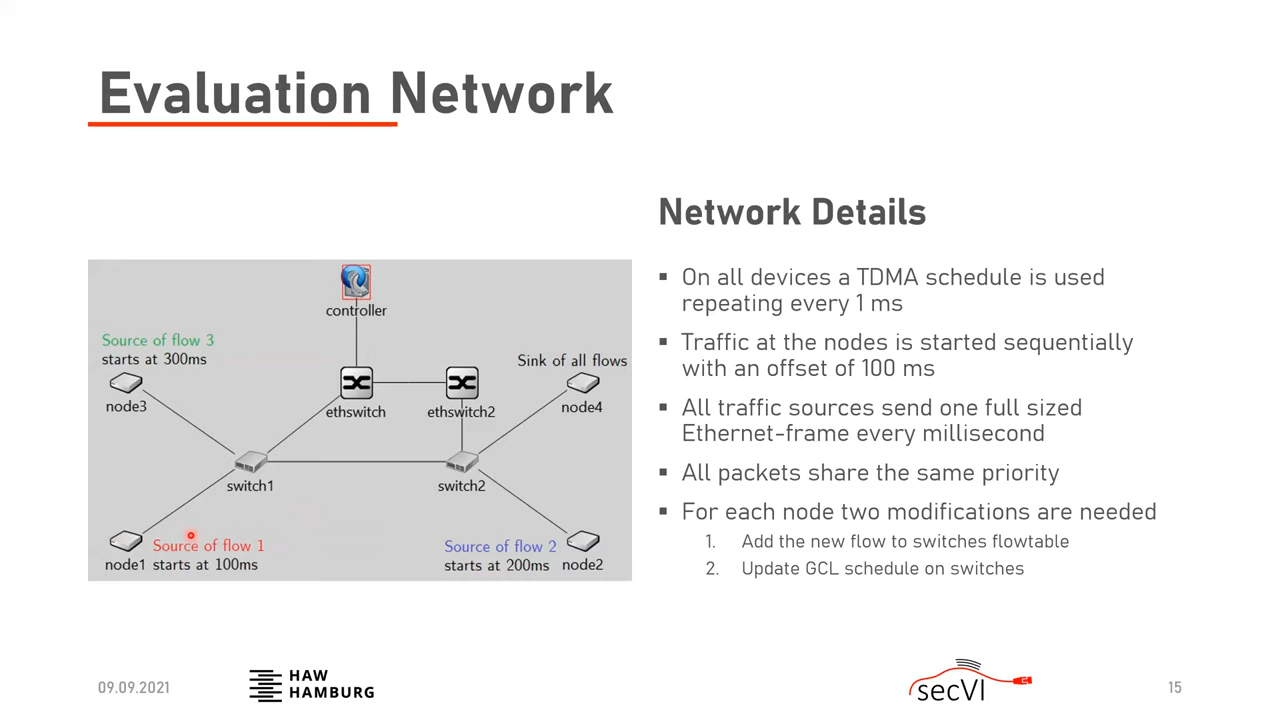 Evaluation Network
Network Details
▪ On all devices a TDMA schedule is used
repeating every 1 ms
▪ Traffic at the nodes is started sequentially
with an offset of 100 ms
▪ All traffic sources send one full sized
Ethernet-frame every millisecond
▪ All packets share the same priority
▪ For each node two modifications are needed
1. Add the new flow to switches flowtable
2. Update GCL schedule on switches
controller
Source of flow 3
starts at 300ms
node3
ethswitch
ethswitch2
Sink of all flows
node4
switch1
switch2
Source of flow 1
node1 starts at 100ms
Source of flow 2
starts at 200ms node2
09.09.2021
HAW
HAMBURG
secVI
15